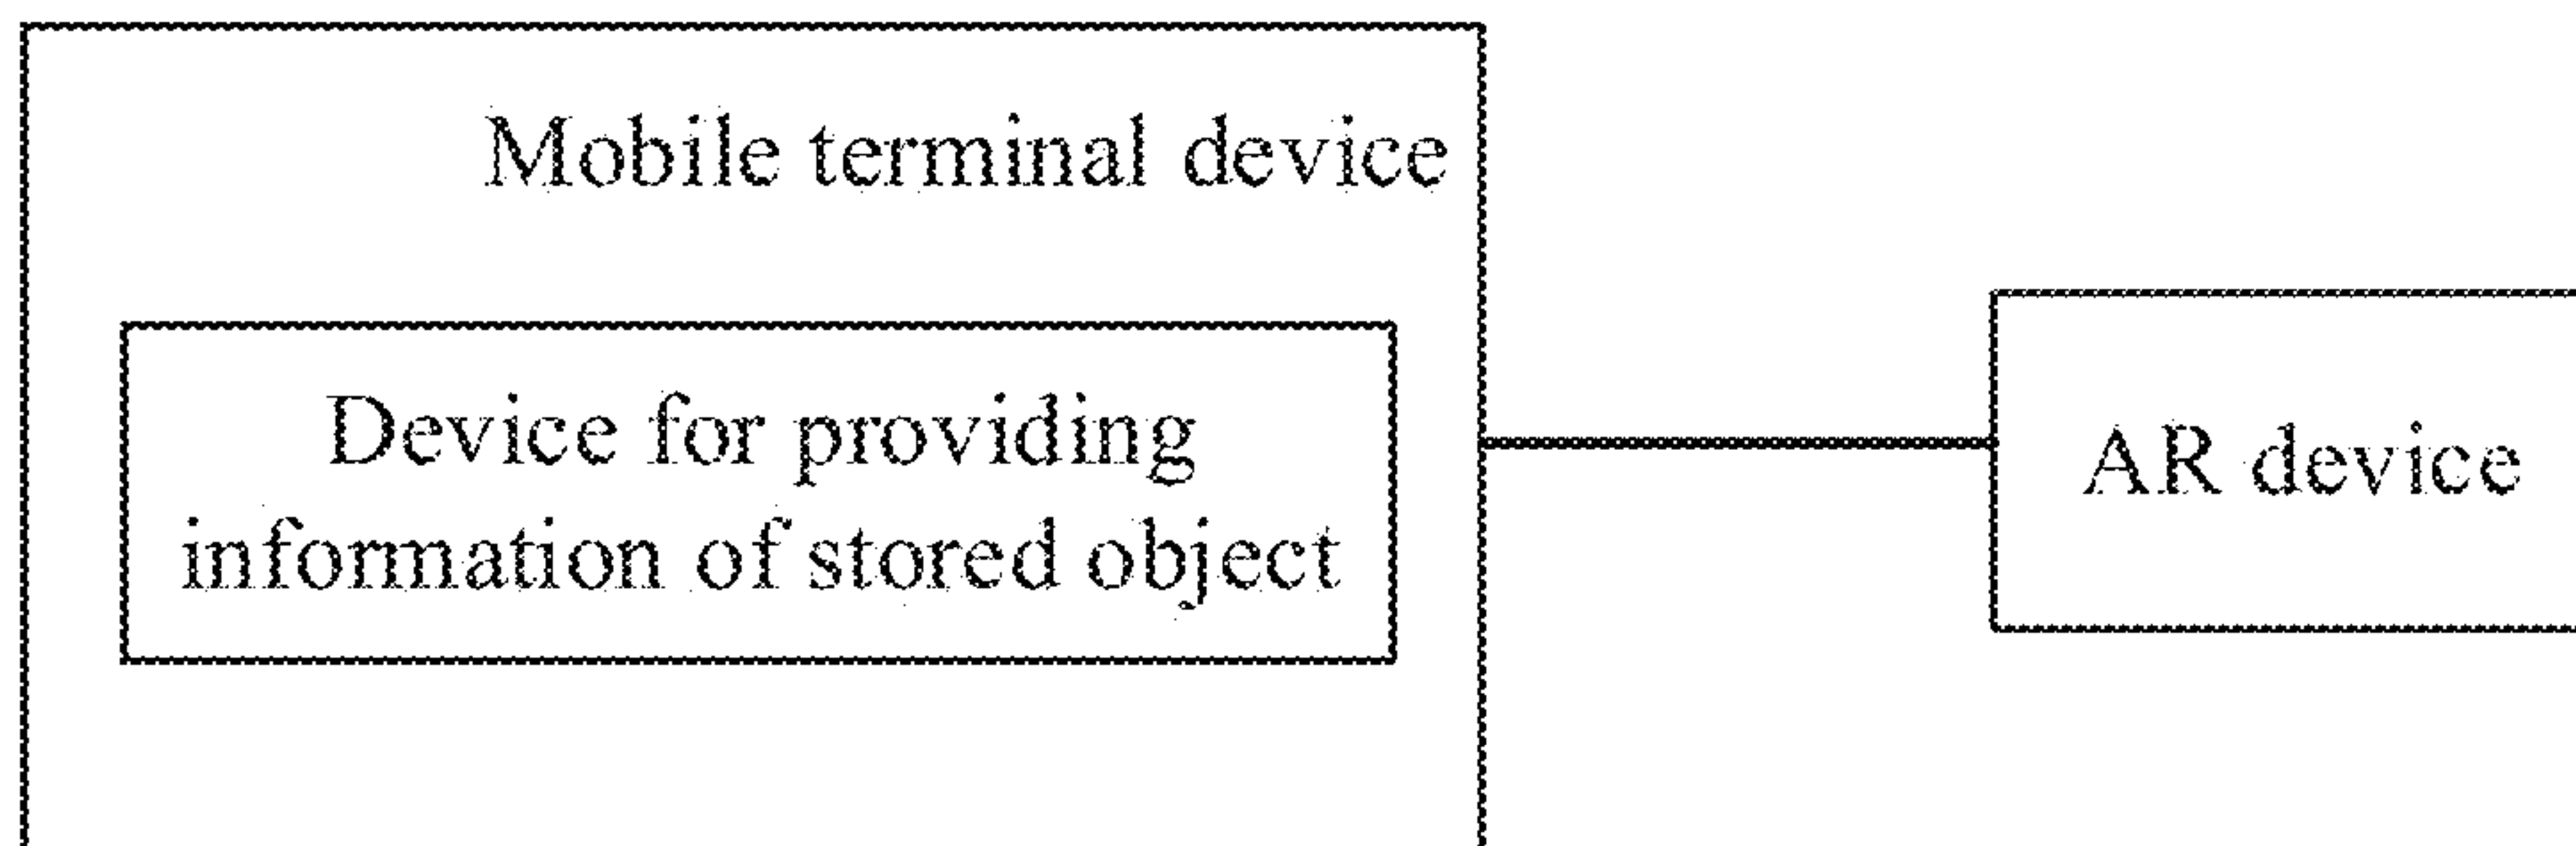 Mobile terminal device
Device for providing
information of stored object
AR device